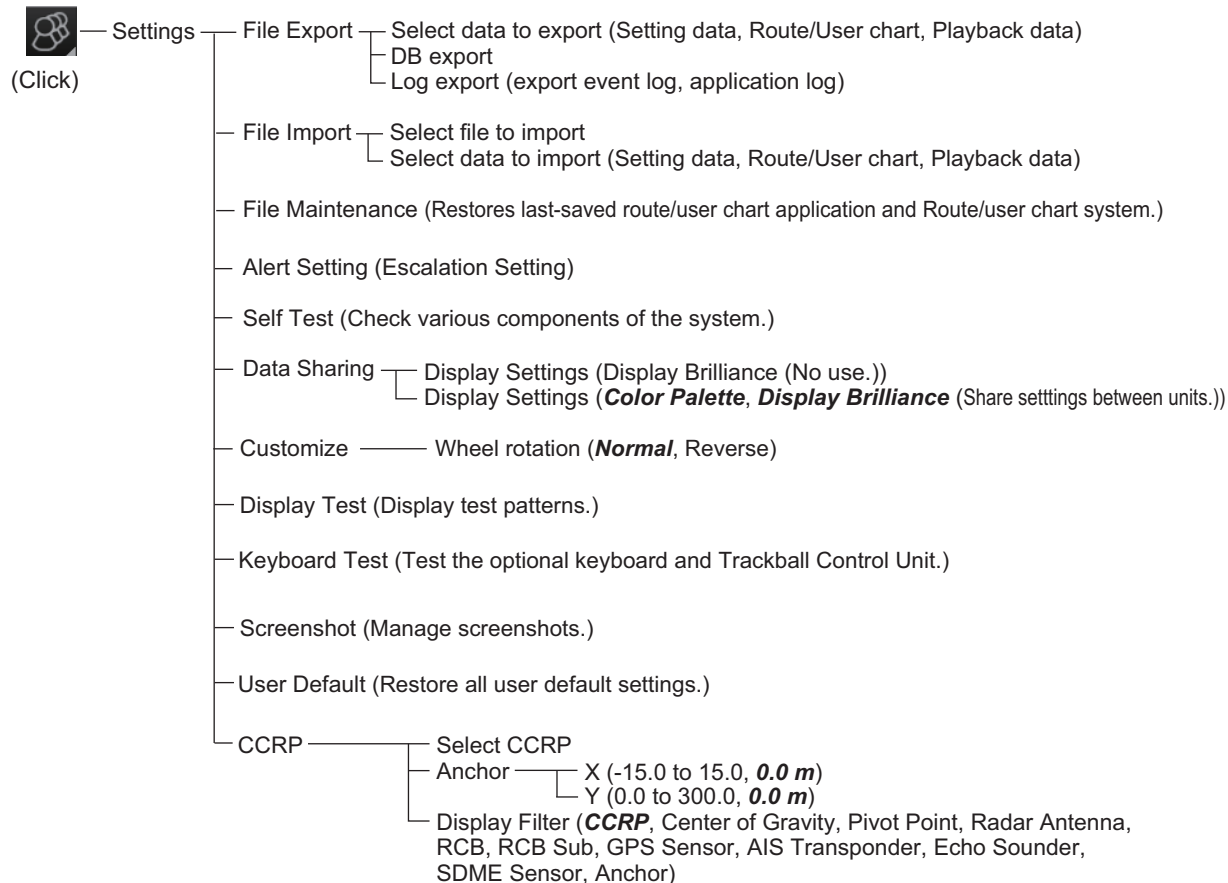 Settings
File Export
Select data to export (Setting data, Route/User chart, Playback data)
DB export
(Click)
Log export (export event log, application log)
File Import
Select file to import
Select data to import (Setting data, Route/User chart, Playback data)
File Maintenance (Restores last-saved route/user chart application and Route/user chart system.)
Alert Setting (Escalation Setting)
Self Test (Check various components of the system.)
Data Sharing
Display Settings (Display Brilliance (No use.))
Display Settings (Color Palette, Display Brilliance (Share setttings between units.))
Customize
Wheel rotation (Normal, Reverse)
Display Test (Display test patterns.)
Keyboard Test (Test the optional keyboard and Trackball Control Unit.)
Screenshot (Manage screenshots.)
User Default (Restore all user default settings.)
CCRP
Select CCRP
Anchor
X (-15.0 to 15.0, 0.0 m)
Y (0.0 to 300.0, 0.0 m)
Display Filter (CCRP, Center of Gravity, Pivot Point, Radar Antenna,
RCB, RCB Sub, GPS Sensor, AIS Transponder, Echo Sounder,
SDME Sensor, Anchor)